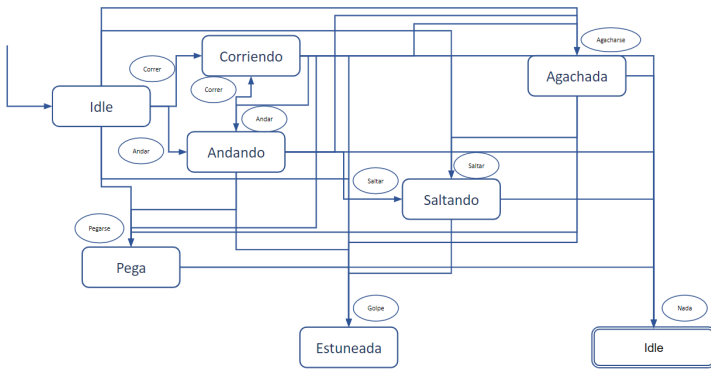 Agacharse
Corriendo
Correr
Agachada
Correr
Idle
Andar
Andar
Andando
Saltar
Saltar
Saltando
Pegarse
Pega
Golpe
Nada
Estuneada
Idle